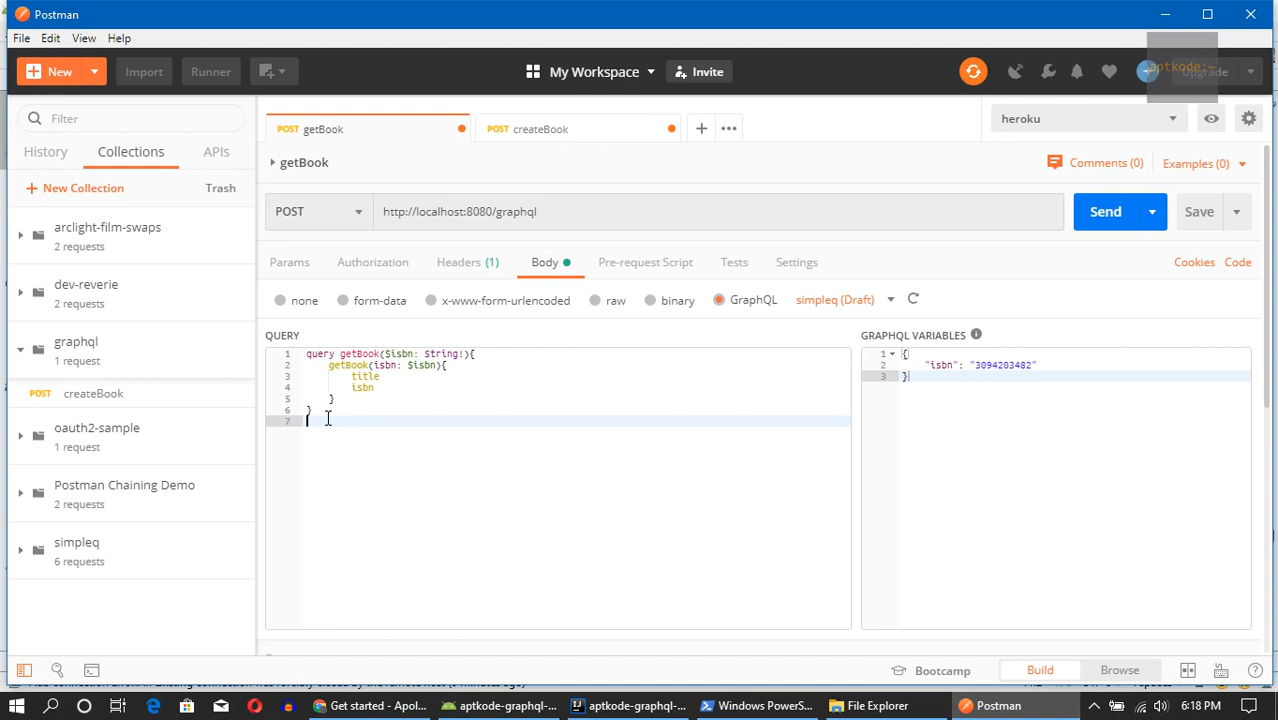 Postman
File Edit View Help
New Import Runner My Workspace Invite aptkode:~ Upgrade
Filter
History Collections APIs
New Collection Trash
arclight-film-swaps
2 requests
dev-reverie
2 requests
graphql
1 request
POST createBook
oauth2-sample
1 request
Postman Chaining Demo
2 requests
simpleq
6 requests
POST getBook POST createBook
heroku
getBook
Comments (0) Examples (0)
POST http://localhost:8080/graphql Send Save
Params Authorization Headers (1) Body Pre-request Script Tests Settings Cookies Code
none form-data x-www-form-urlencoded raw binary GraphQL simpleq (Draft)
QUERY
1 query getBook($isbn: String!){
2 getBook(isbn: $isbn){
3 title
4 isbn
5 }
6 }
7
GRAPHQL VARIABLES
1 {
2 "isbn": "3094203482"
3 }
Bootcamp Build Browse
Get started - Apol... aptkode-graphql-... aptkode-graphql-... Windows PowerS... File Explorer Postman 6:18 PM